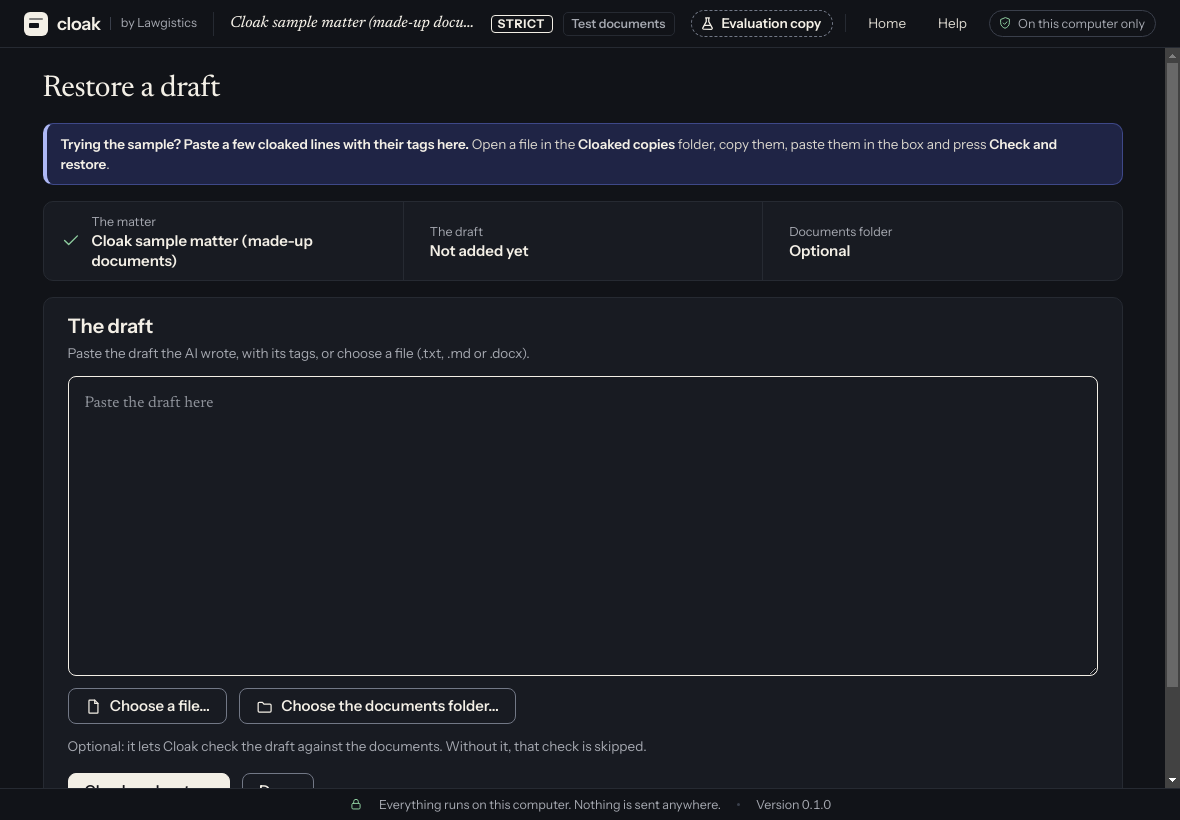 cloak by Lawgistics Cloak sample matter (made-up docu... STRICT Test documents Evaluation copy Home Help On this computer only
Restore a draft
Trying the sample? Paste a few cloaked lines with their tags here. Open a file in the Cloaked copies folder, copy them, paste them in the box and press Check and
restore.
The matter
Cloak sample matter (made-up
documents)
The draft
Not added yet
Documents folder
Optional
The draft
Paste the draft the AI wrote, with its tags, or choose a file (.txt, .md or .docx).
Paste the draft here
Choose a file... Choose the documents folder...
Optional: it lets Cloak check the draft against the documents. Without it, that check is skipped.
Everything runs on this computer. Nothing is sent anywhere. • Version 0.1.0